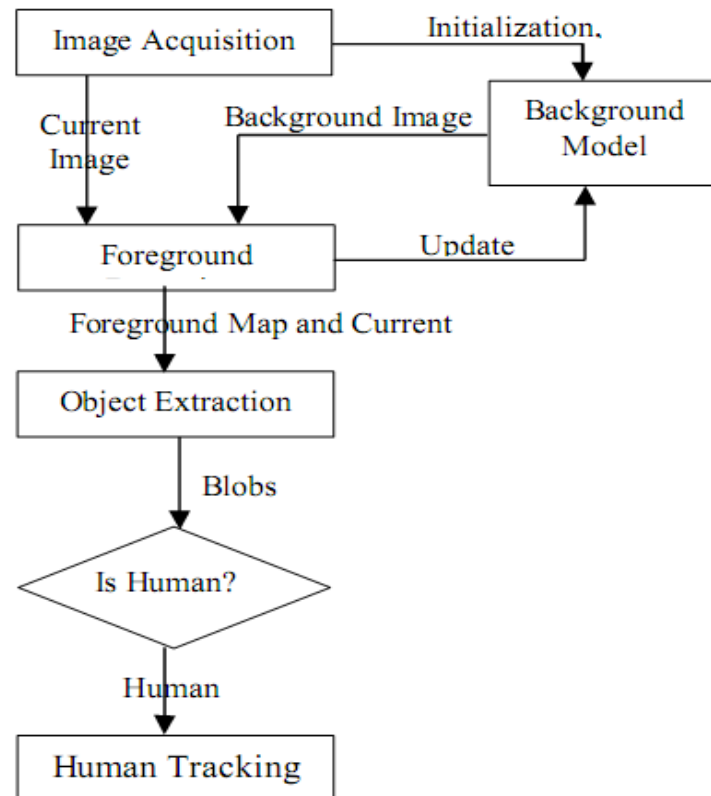 Image Acquisition
Initialization,
Current
Image
Background Image
Background
Model
Foreground
Update
Foreground Map and Current
Object Extraction
Blobs
Is Human?
Human
Human Tracking